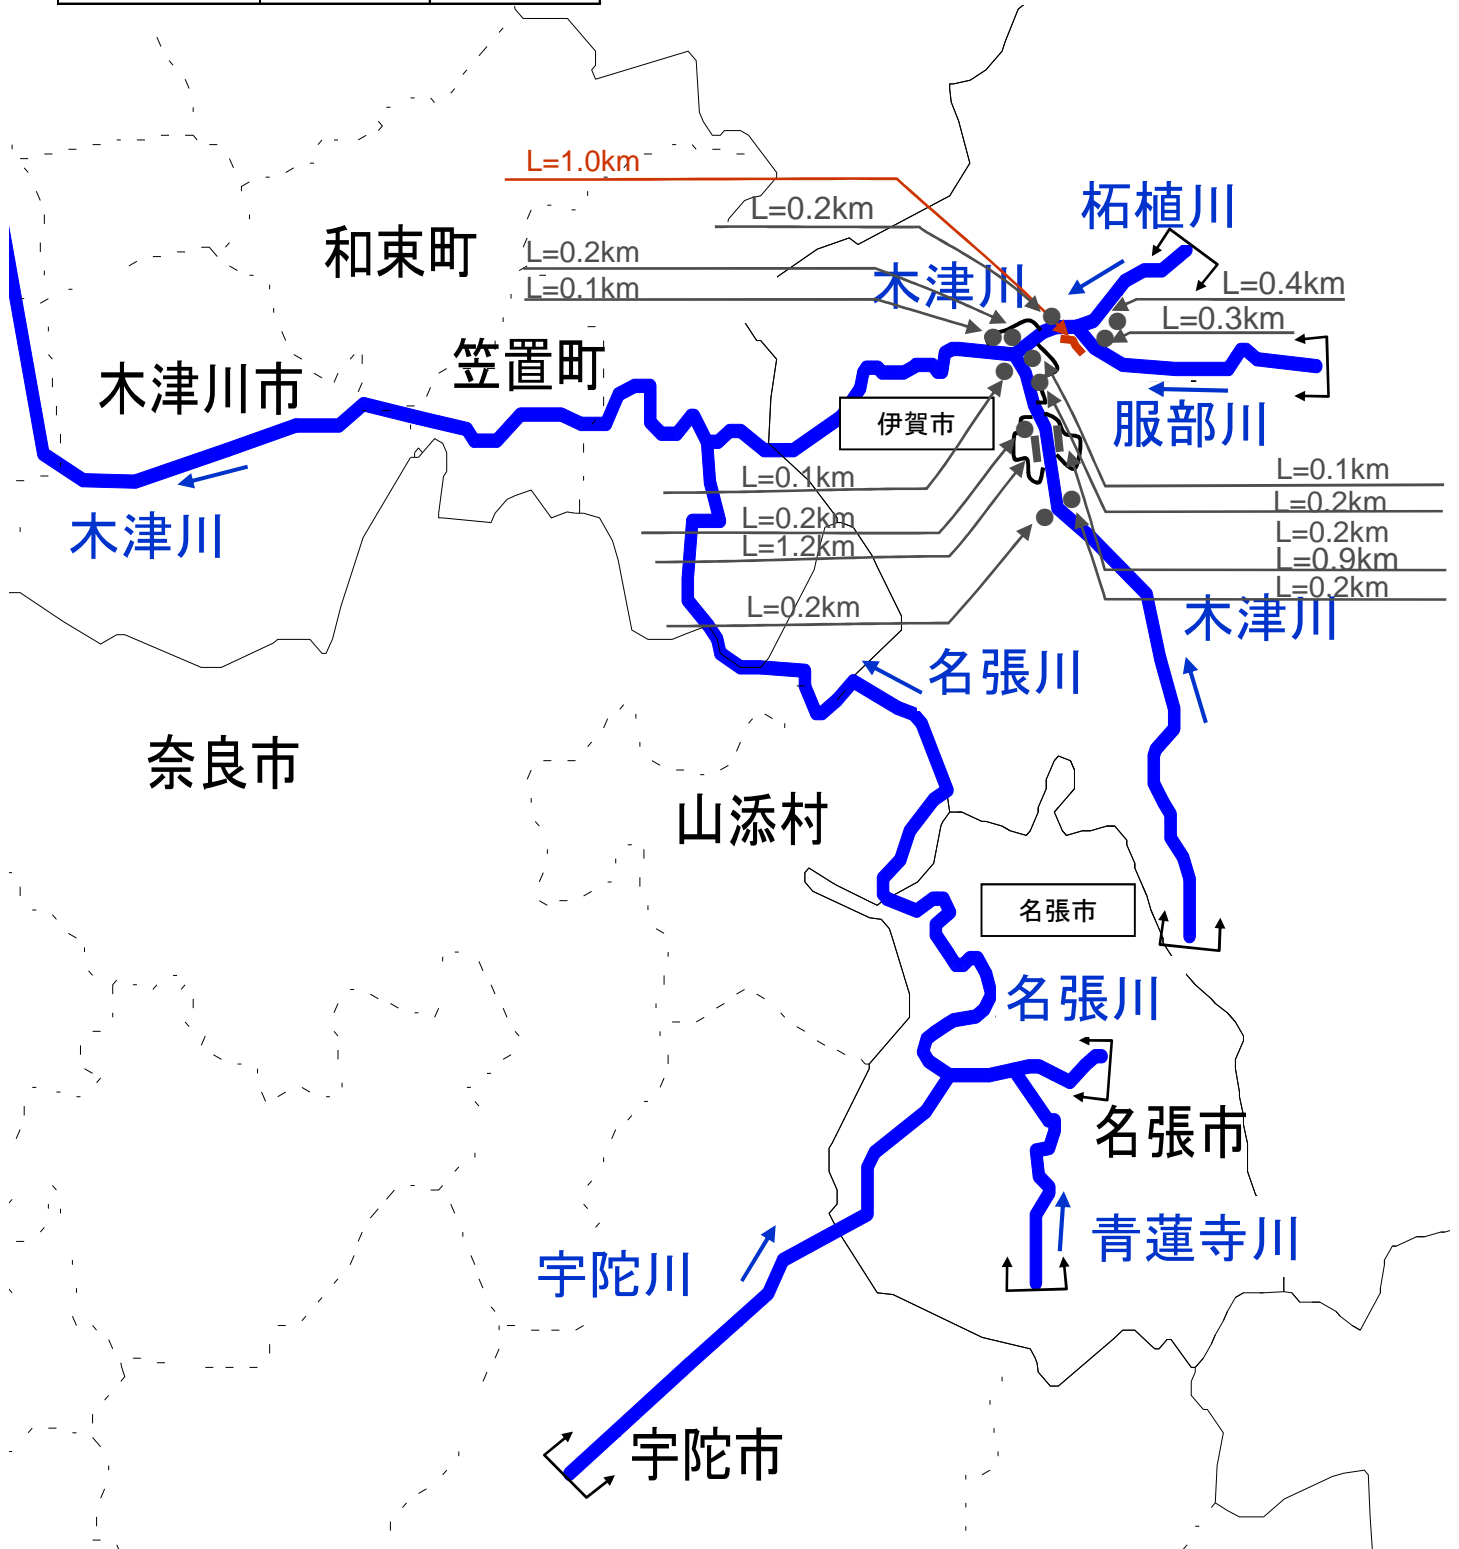 L=1.0km
柘植川
L=0.2km
和束町
L=0.2km
木津川
L=0.1km
L=0.4km
L=0.3km
笠置町
木津川市
伊賀市
服部川
L=0.1km
L=0.1km
L=0.2km
L=0.2km
L=0.2km
L=1.2km
L=0.9km
木津川
L=0.2km
L=0.2km
木津川
名張川
奈良市
山添村
名張市
名張川
名張市
青蓮寺川
宇陀川
宇陀市